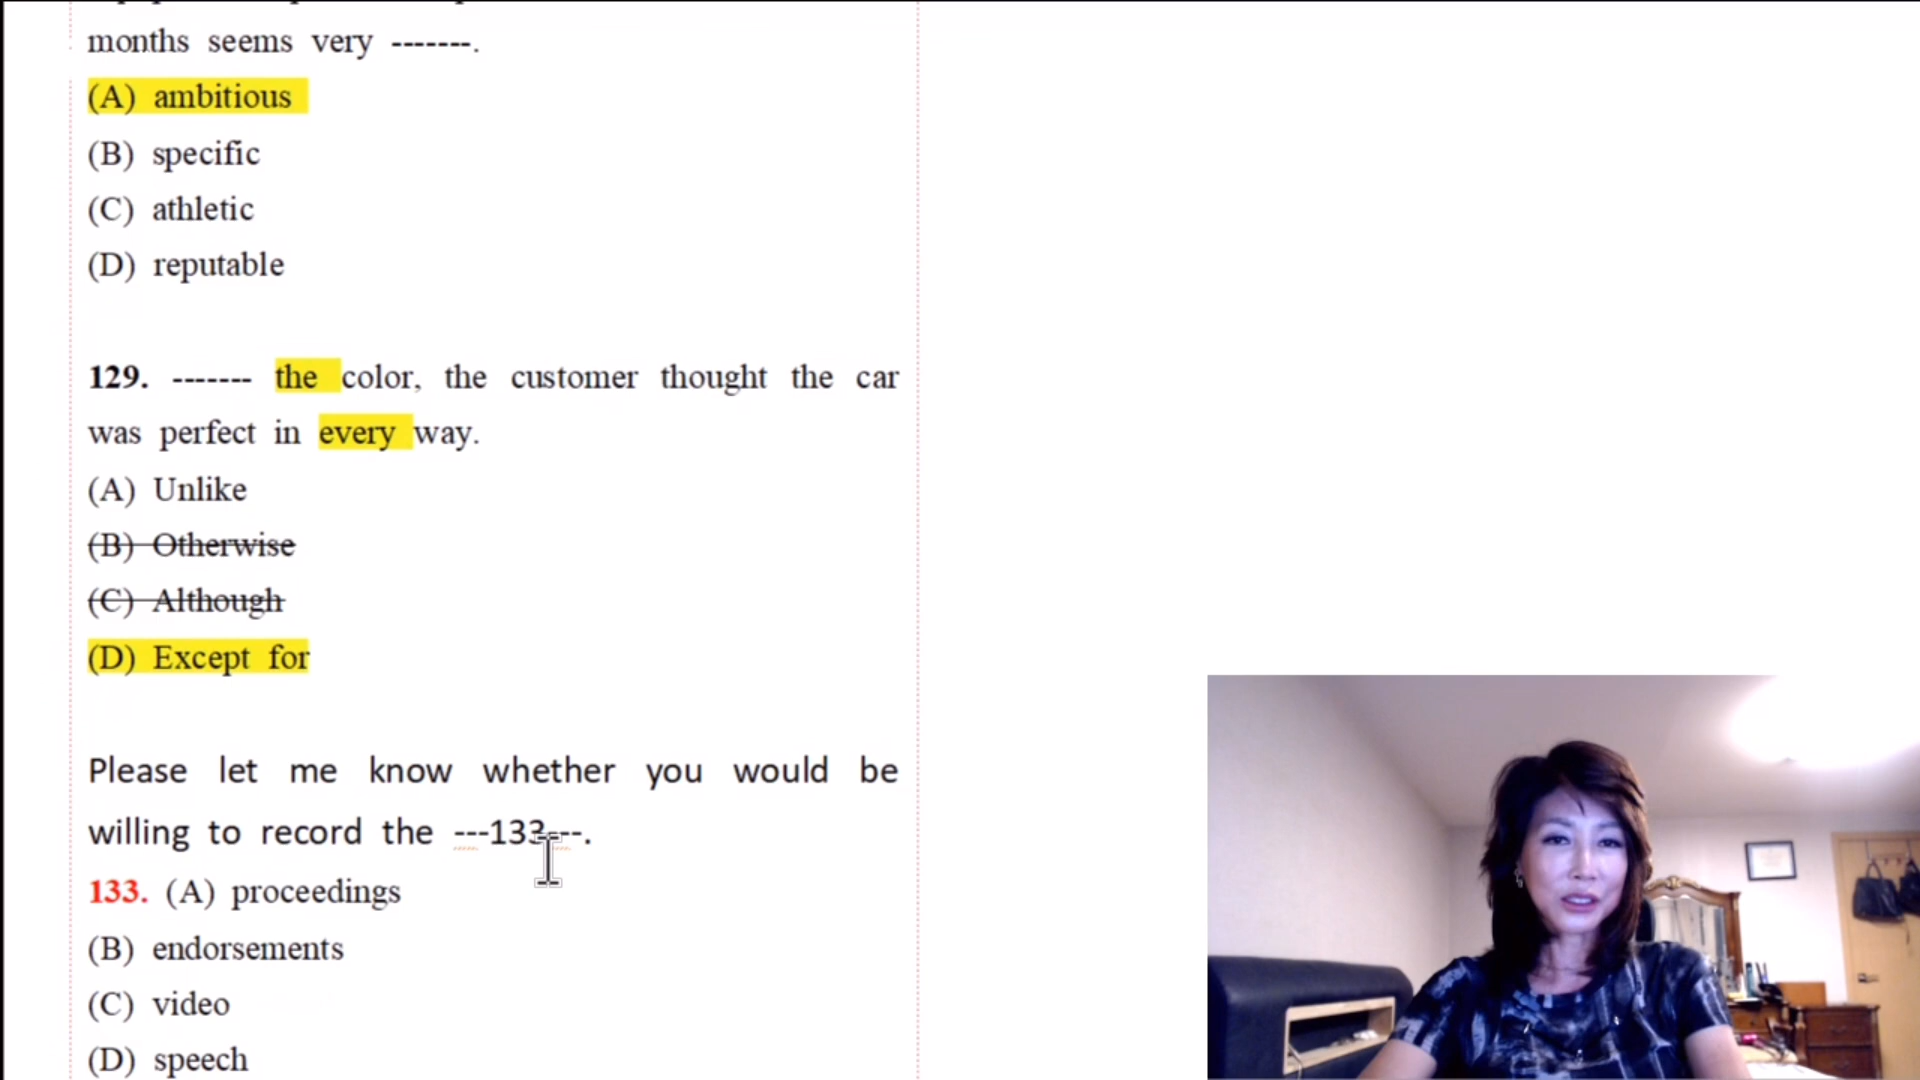 months seems very -------.
(A) ambitious
(B) specific
(C) athletic
(D) reputable
129. ------- the color, the customer thought the car
was perfect in every way.
(A) Unlike
(B) Otherwise
(C) Although
(D) Except for
Please let me know whether you would be
willing to record the ---133---.
133. (A) proceedings
(B) endorsements
(C) video
(D) speech